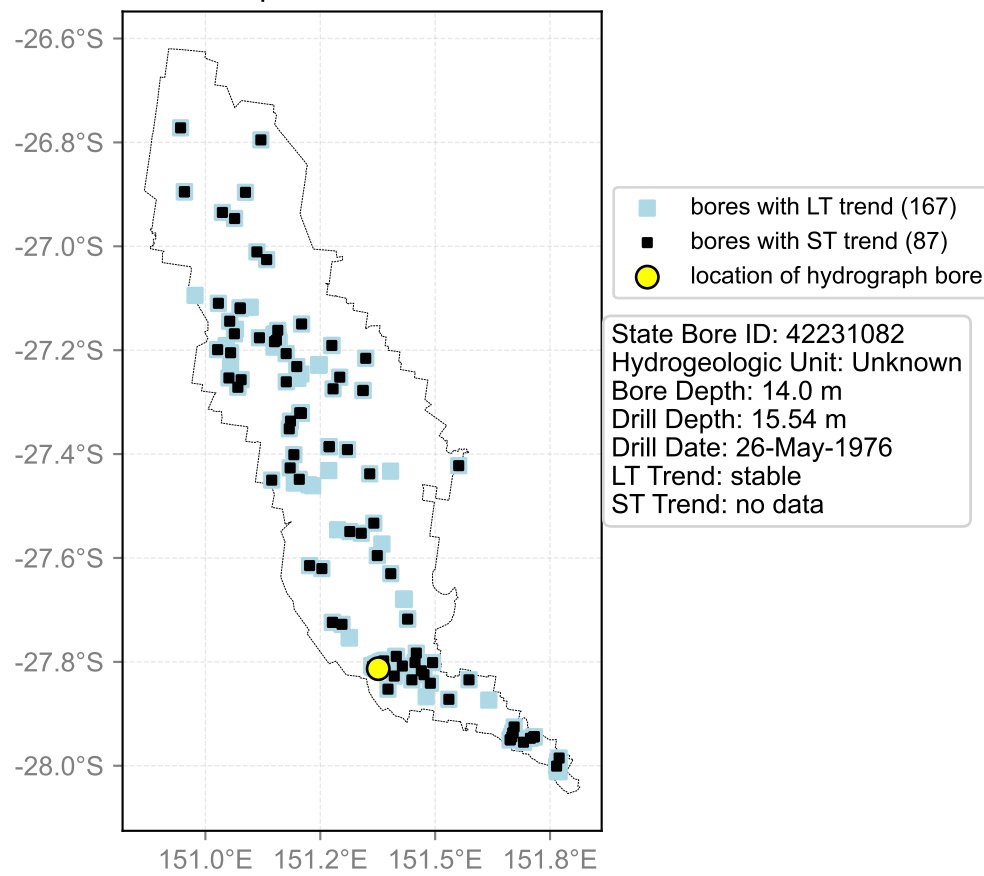 -26.6°S
-26.8°S
-27.0°S
-27.2°S
-27.4°S
-27.6°S
-27.8°S
-28.0°S
151.0°E
151.2°E
151.5°E
151.8°E
bores with LT trend (167)
bores with ST trend (87)
location of hydrograph bore
State Bore ID: 42231082
Hydrogeologic Unit: Unknown
Bore Depth: 14.0 m
Drill Depth: 15.54 m
Drill Date: 26-May-1976
LT Trend: stable
ST Trend: no data